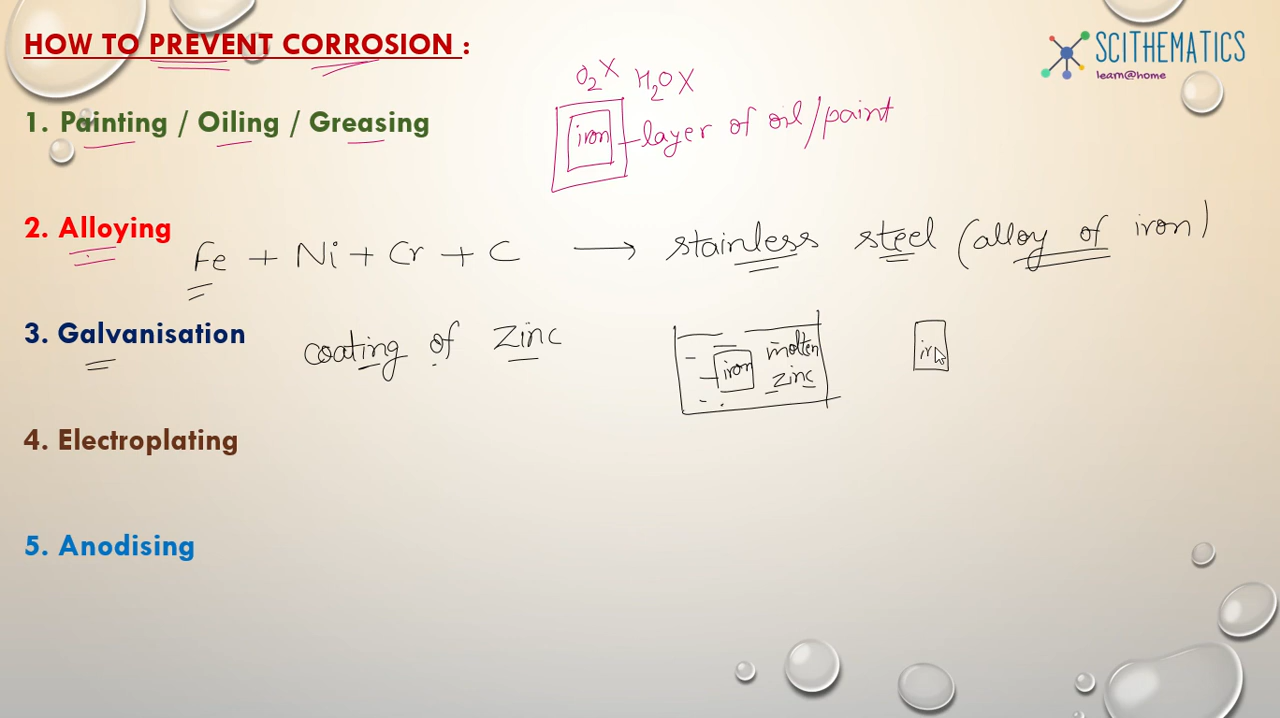 HOW TO PREVENT CORROSION :
SCITHEMATICS
learn@home
O2 X H2O X
1. Painting / Oiling / Greasing
iron
layer of oil/paint
2. Alloying
Fe + Ni + Cr + C → stainless steel (alloy of iron)
3. Galvanisation
coating of zinc
iron
molten
zinc
4. Electroplating
5. Anodising